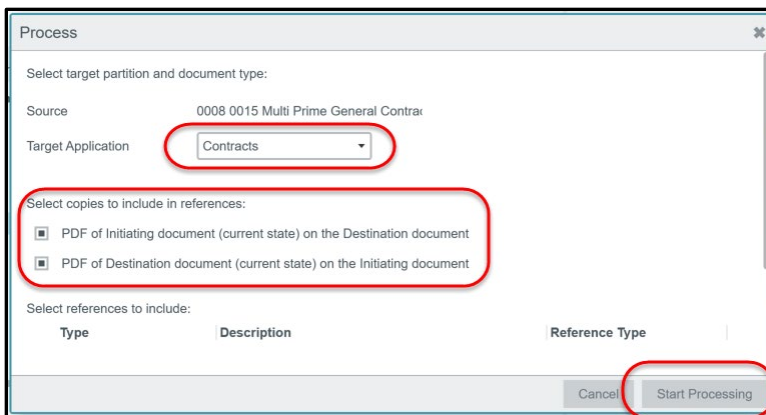 Process
Select target partition and document type:
Source 0008 0015 Multi Prime General Contrac
Target Application Contracts
Select copies to include in references:
PDF of Initiating document (current state) on the Destination document
PDF of Destination document (current state) on the Initiating document
Select references to include:
Type Description Reference Type
Cancel Start Processing